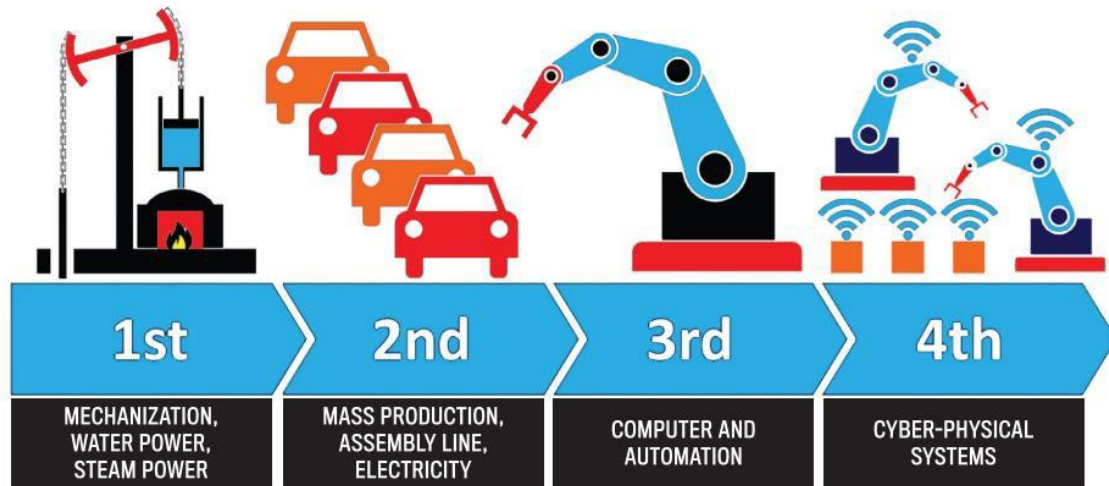 1st
MECHANIZATION,
WATER POWER,
STEAM POWER
2nd
MASS PRODUCTION,
ASSEMBLY LINE,
ELECTRICITY
3rd
COMPUTER AND
AUTOMATION
4th
CYBER-PHYSICAL
SYSTEMS